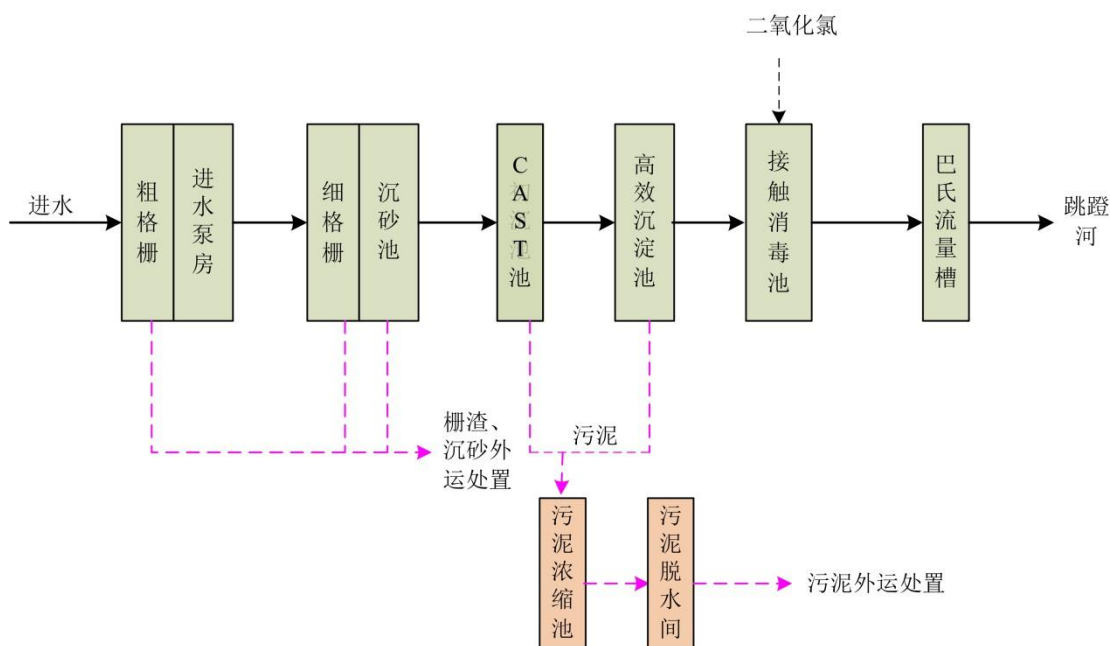 二氧化氯
进水
粗格栅
进水泵房
细格栅
沉砂池
CAST池
高效沉淀池
接触消毒池
巴氏流量槽
跳蹬
河
栅渣、
沉砂外
运处置
污泥
污泥浓缩池
污泥脱水间
污泥外运处置